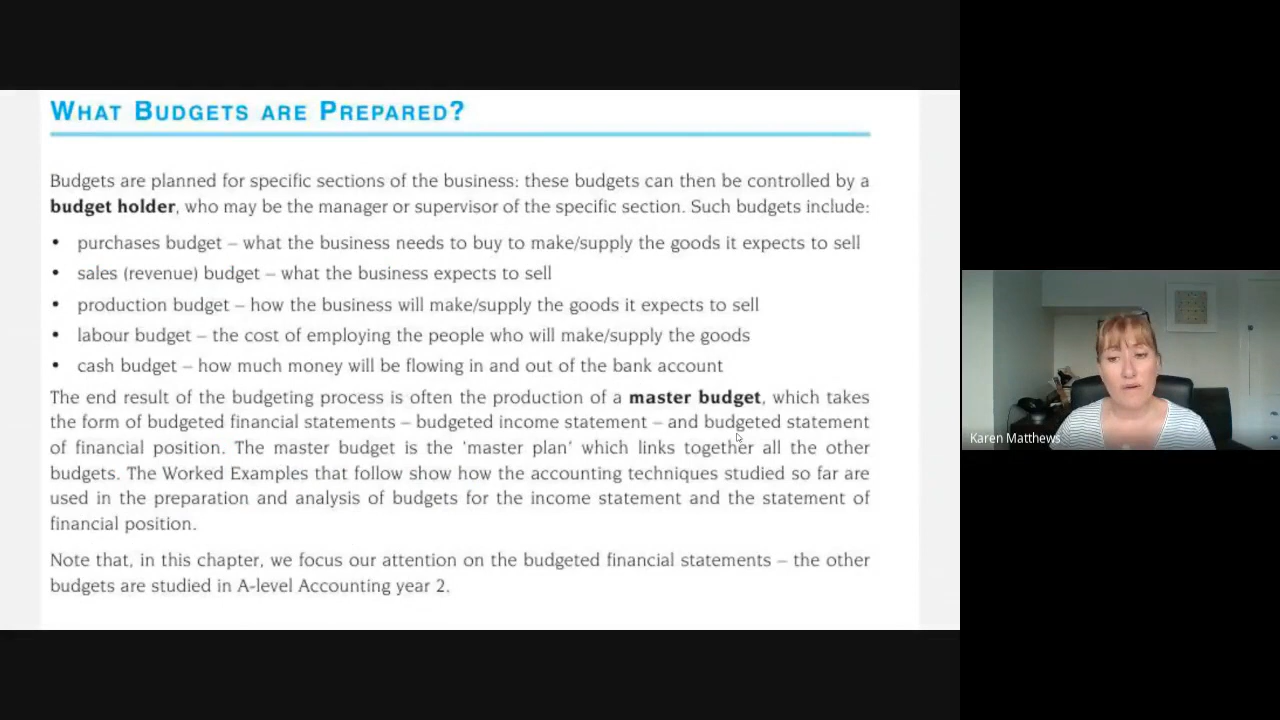 WHAT BUDGETS ARE PREPARED?
Budgets are planned for specific sections of the business: these budgets can then be controlled by a
budget holder, who may be the manager or supervisor of the specific section. Such budgets include:
• purchases budget – what the business needs to buy to make/supply the goods it expects to sell
• sales (revenue) budget – what the business expects to sell
• production budget – how the business will make/supply the goods it expects to sell
• labour budget – the cost of employing the people who will make/supply the goods
• cash budget – how much money will be flowing in and out of the bank account
The end result of the budgeting process is often the production of a master budget, which takes
the form of budgeted financial statements – budgeted income statement – and budgeted statement
of financial position. The master budget is the ‘master plan’ which links together all the other
budgets. The Worked Examples that follow show how the accounting techniques studied so far are
used in the preparation and analysis of budgets for the income statement and the statement of
financial position.
Note that, in this chapter, we focus our attention on the budgeted financial statements – the other
budgets are studied in A-level Accounting year 2.
Karen Matthews